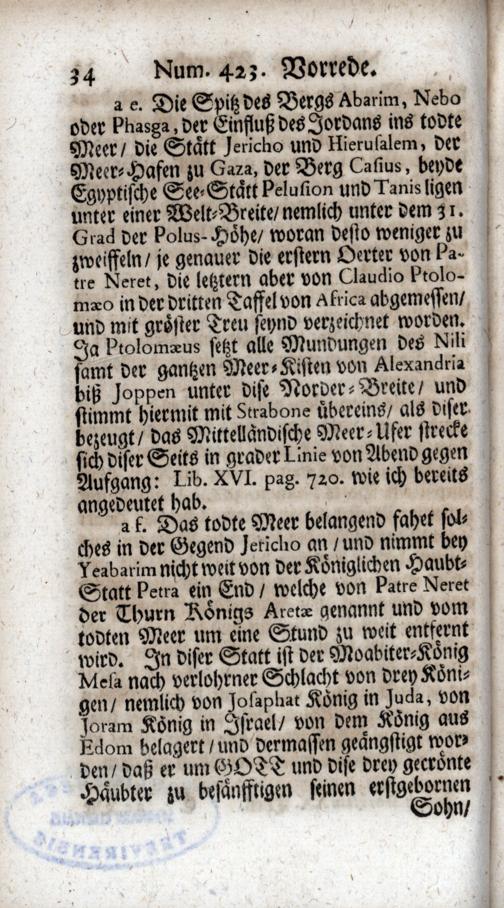 34 Num. 423. Vorrede.
a e. Die Spitz des Bergs Abarim, Nebo
oder Phasga, der Einfluß des Jordans ins todte
Meer/ die Stätt Jericho und Hierusalem, der
Meer-Hafen zu Gaza, der Berg Casius, beyde
Egyptische See-Stätt Pelusion und Tanis ligen
unter einer Welt-Breite/ nemlich unter dem 31.
Grad der Polus-Höhe/ woran desto weniger zu
zweiffeln/ je genauer die erstern Oerter von Pa-
tre Neret, die letztern aber von Claudio Ptolo-
mæo in der dritten Taffel von Africa abgemessen/
und mit gröster Treu seynd verzeichnet worden.
Ja Ptolomæus setzt alle Mundungen des Nili
samt der gantzen Meer-Kisten von Alexandria
biß Joppen unter dise Norder-Breite/ und
stimmt hiermit mit Strabone übereins/ als diser
bezeugt/ das Mittelländische Meer-Ufer strecke
sich diser Seits in grader Linie von Abend gegen
Aufgang: Lib. XVI. pag. 720. wie ich bereits
angedeutet hab.
a f. Das todte Meer belangend fahet sol-
ches in der Gegend Jericho an/ und nimmt bey
Yeabarim nicht weit von der Königlichen Haubt-
Statt Petra ein End/ welche von Patre Neret
der Thurn Königs Aretæ genannt und vom
todten Meer um eine Stund zu weit entfernt
wird. In diser Statt ist der Moabiter-König
Mesa nach verlohrner Schlacht von drey Köni-
gen/ nemlich von Josaphat König in Juda, von
Joram König in Israel/ von dem König aus
Edom belagert/ und dermassen geängstigt wor-
den/ daß er um GOTT und dise drey gecrönte
Häubter zu besänfftigen seinen erstgebornen
Sohn/
TREVIRENSIS